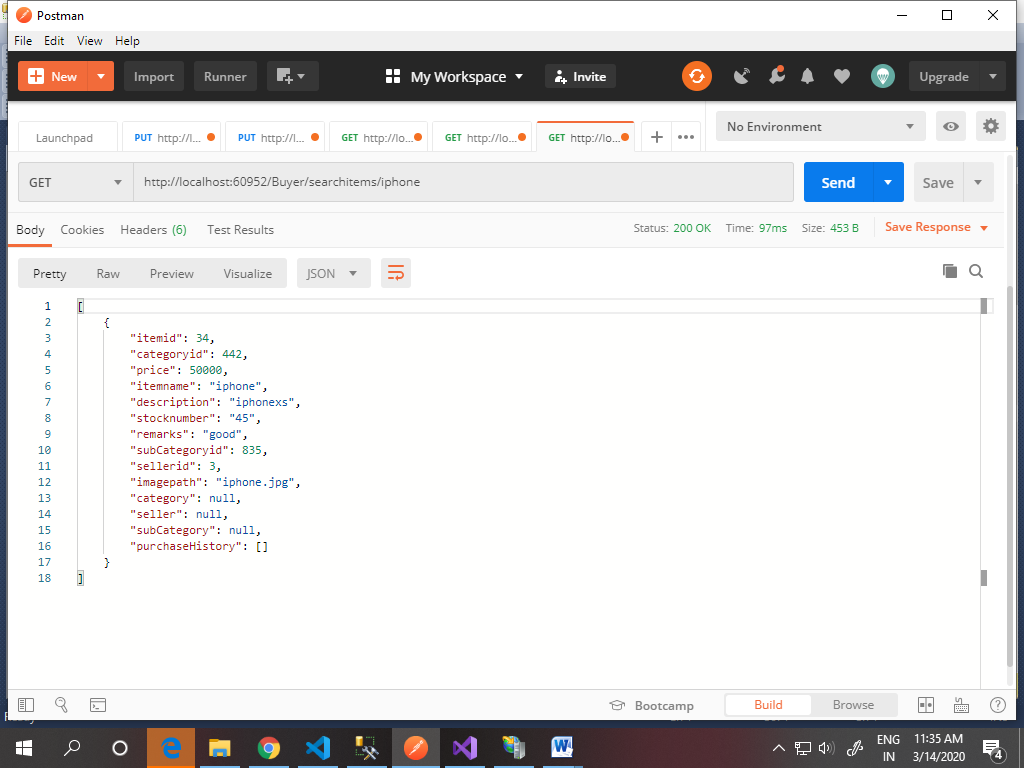 Postman
File Edit View Help
New Import Runner My Workspace Invite Upgrade
Launchpad PUT http://l... PUT http://l... GET http://lo... GET http://lo... GET http://lo... No Environment
GET http://localhost:60952/Buyer/searchitems/iphone Send Save
Body Cookies Headers (6) Test Results Status: 200 OK Time: 97ms Size: 453 B Save Response
Pretty Raw Preview Visualize JSON
1 [
2 {
3 "itemid": 34,
4 "categoryid": 442,
5 "price": 50000,
6 "itemname": "iphone",
7 "description": "iphonexs",
8 "stocknumber": "45",
9 "remarks": "good",
10 "subCategoryid": 835,
11 "sellerid": 3,
12 "imagepath": "iphone.jpg",
13 "category": null,
14 "seller": null,
15 "subCategory": null,
16 "purchaseHistory": []
17 }
18 ]
Bootcamp Build Browse
ENG 11:35 AM
IN 3/14/2020 4